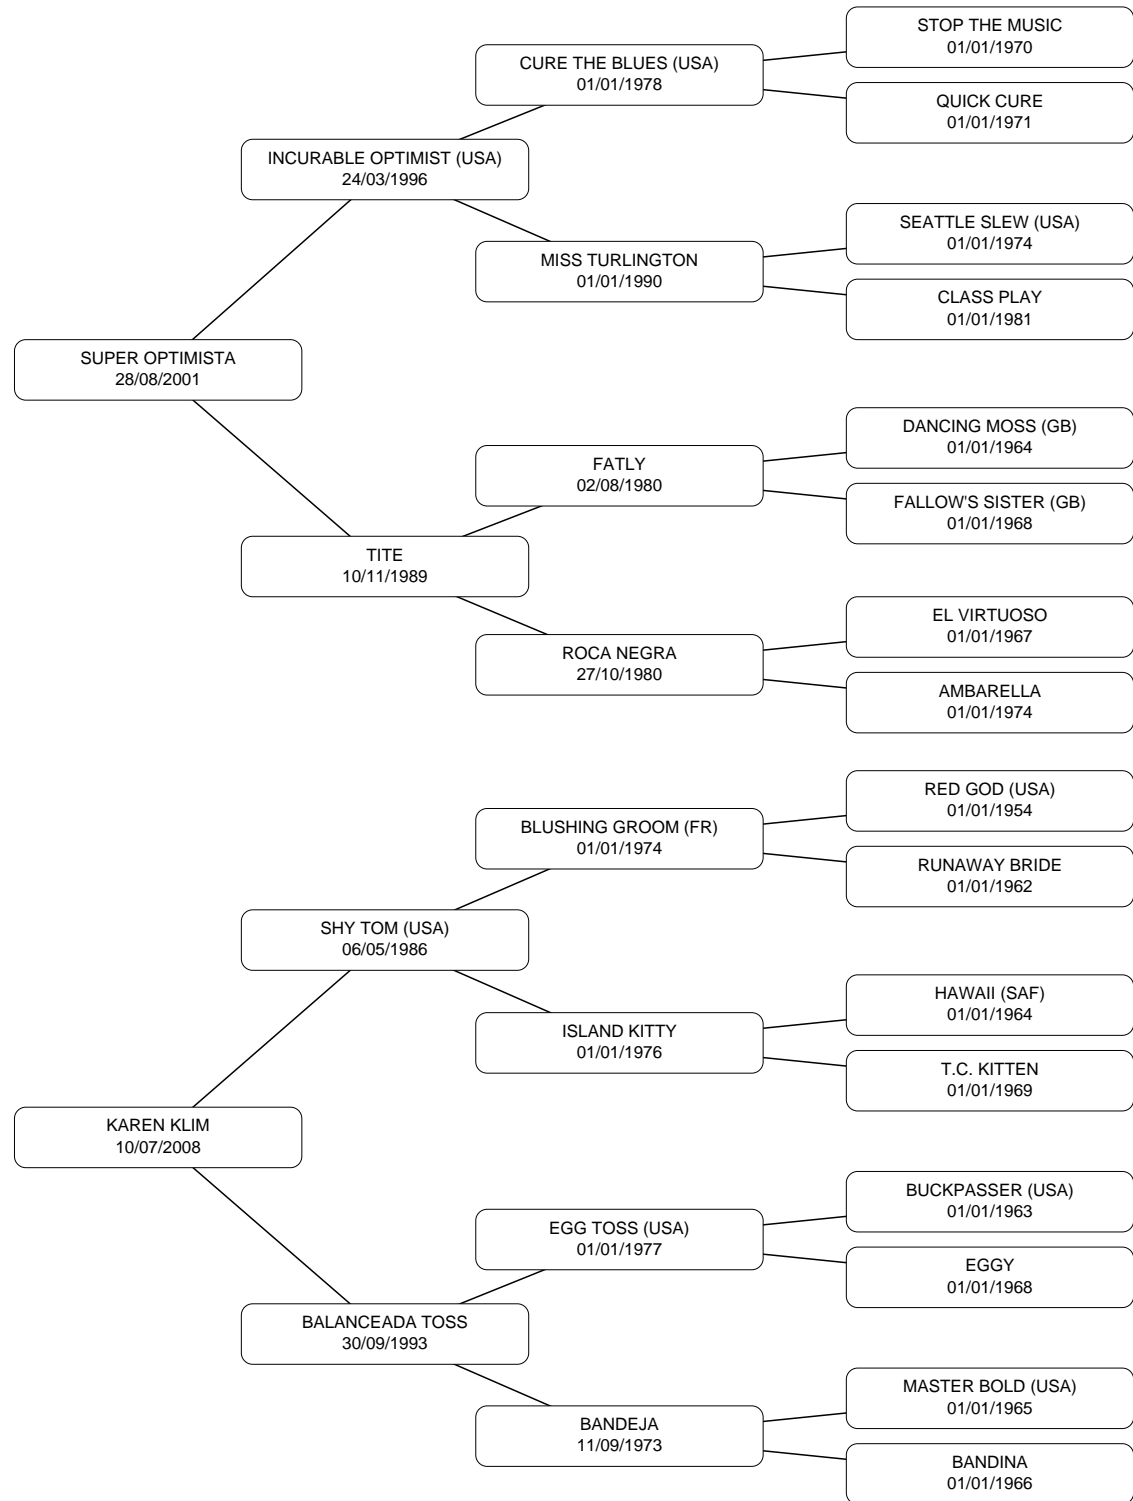 STOP THE MUSIC
01/01/1970
CURE THE BLUES (USA)
01/01/1978
QUICK CURE
01/01/1971
INCURABLE OPTIMIST (USA)
24/03/1996
SEATTLE SLEW (USA)
01/01/1974
MISS TURLINGTON
01/01/1990
CLASS PLAY
01/01/1981
SUPER OPTIMISTA
28/08/2001
DANCING MOSS (GB)
01/01/1964
FATLY
02/08/1980
FALLOW'S SISTER (GB)
01/01/1968
TITE
10/11/1989
EL VIRTUOSO
01/01/1967
ROCA NEGRA
27/10/1980
AMBARELLA
01/01/1974
RED GOD (USA)
01/01/1954
BLUSHING GROOM (FR)
01/01/1974
RUNAWAY BRIDE
01/01/1962
SHY TOM (USA)
06/05/1986
HAWAII (SAF)
01/01/1964
ISLAND KITTY
01/01/1976
T.C. KITTEN
01/01/1969
KAREN KLIM
10/07/2008
BUCKPASSER (USA)
01/01/1963
EGG TOSS (USA)
01/01/1977
EGGY
01/01/1968
BALANCEADA TOSS
30/09/1993
MASTER BOLD (USA)
01/01/1965
BANDEJA
11/09/1973
BANDINA
01/01/1966